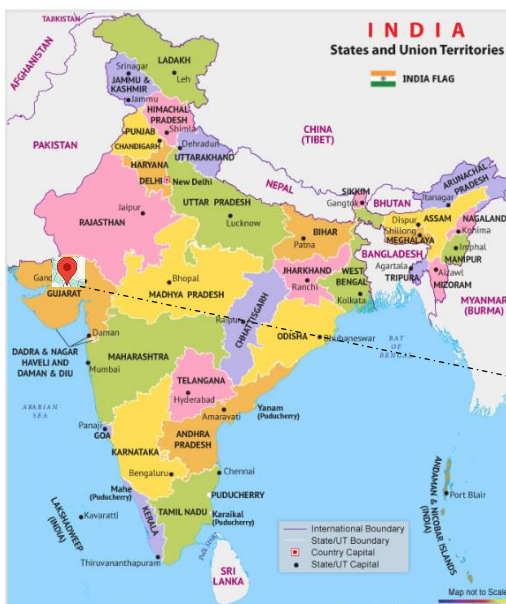 INDIA
States and Union Territories
INDIA FLAG
TAJIKISTAN
AFGHANISTAN
LADAKH
Leh
Srinagar
JAMMU &
KASHMIR
Jammu
HIMACHAL
PRADESH
Shimla
PUNJAB
CHANDIGARH
Dehradun
UTTARAKHAND
HARYANA
DELHI
New Delhi
PAKISTAN
CHINA
(TIBET)
NEPAL
BHUTAN
SIKKIM
Gangtok
ARUNACHAL
PRADESH
Itanagar
ASSAM
Dispur
NAGALAND
Kohima
Shillong
MEGHALAYA
Imphal
MANIPUR
BANGLADESH
Agartala
TRIPURA
Aizawl
MIZORAM
MYANMAR
(BURMA)
RAJASTHAN
Jaipur
UTTAR PRADESH
Lucknow
BIHAR
Patna
JHARKHAND
Ranchi
WEST
BENGAL
Kolkata
Gand
GUJARAT
Bhopal
MADHYA PRADESH
CHHATTISGARH
Raipur
ODISHA
Bhubaneswar
BAY
OF
BENGAL
Daman
DADRA & NAGAR
HAVELI AND
DAMAN & DIU
MAHARASHTRA
Mumbai
TELANGANA
Hyderabad
ARABIAN
SEA
Yanam
(Puducherry)
Amaravati
ANDHRA
PRADESH
Panaji
GOA
KARNATAKA
Bengaluru
Chennai
Mahe
(Puducherry)
PUDUCHERRY
TAMIL NADU
Karaikal
(Puducherry)
KERALA
Kavaratti
LAKSHADWEEP
(INDIA)
Thiruvananthapuram
SRI
LANKA
ANDAMAN & NICOBAR ISLANDS
(INDIA)
Port Blair
International Boundary
State/UT Boundary
Country Capital
State/UT Capital
Map not to Scale